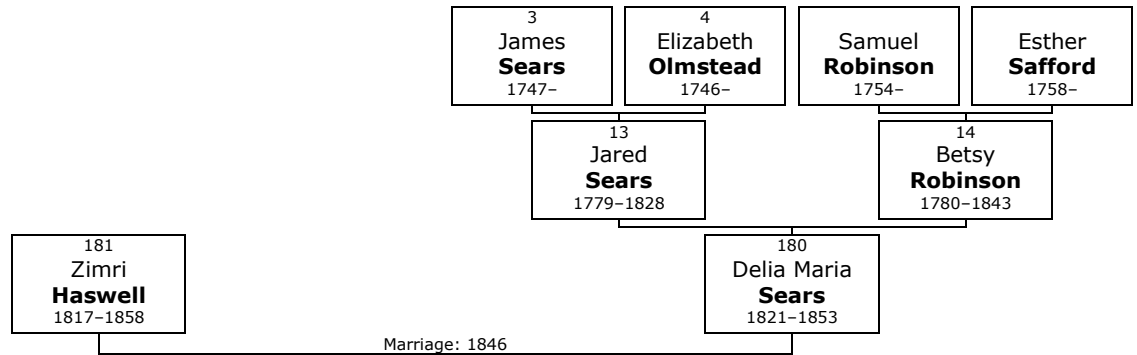 3
James
Sears
1747–
4
Elizabeth
Olmstead
1746–
Samuel
Robinson
1754–
Esther
Safford
1758–
13
Jared
Sears
1779–1828
14
Betsy
Robinson
1780–1843
181
Zimri
Haswell
1817–1858
180
Delia Maria
Sears
1821–1853
Marriage: 1846